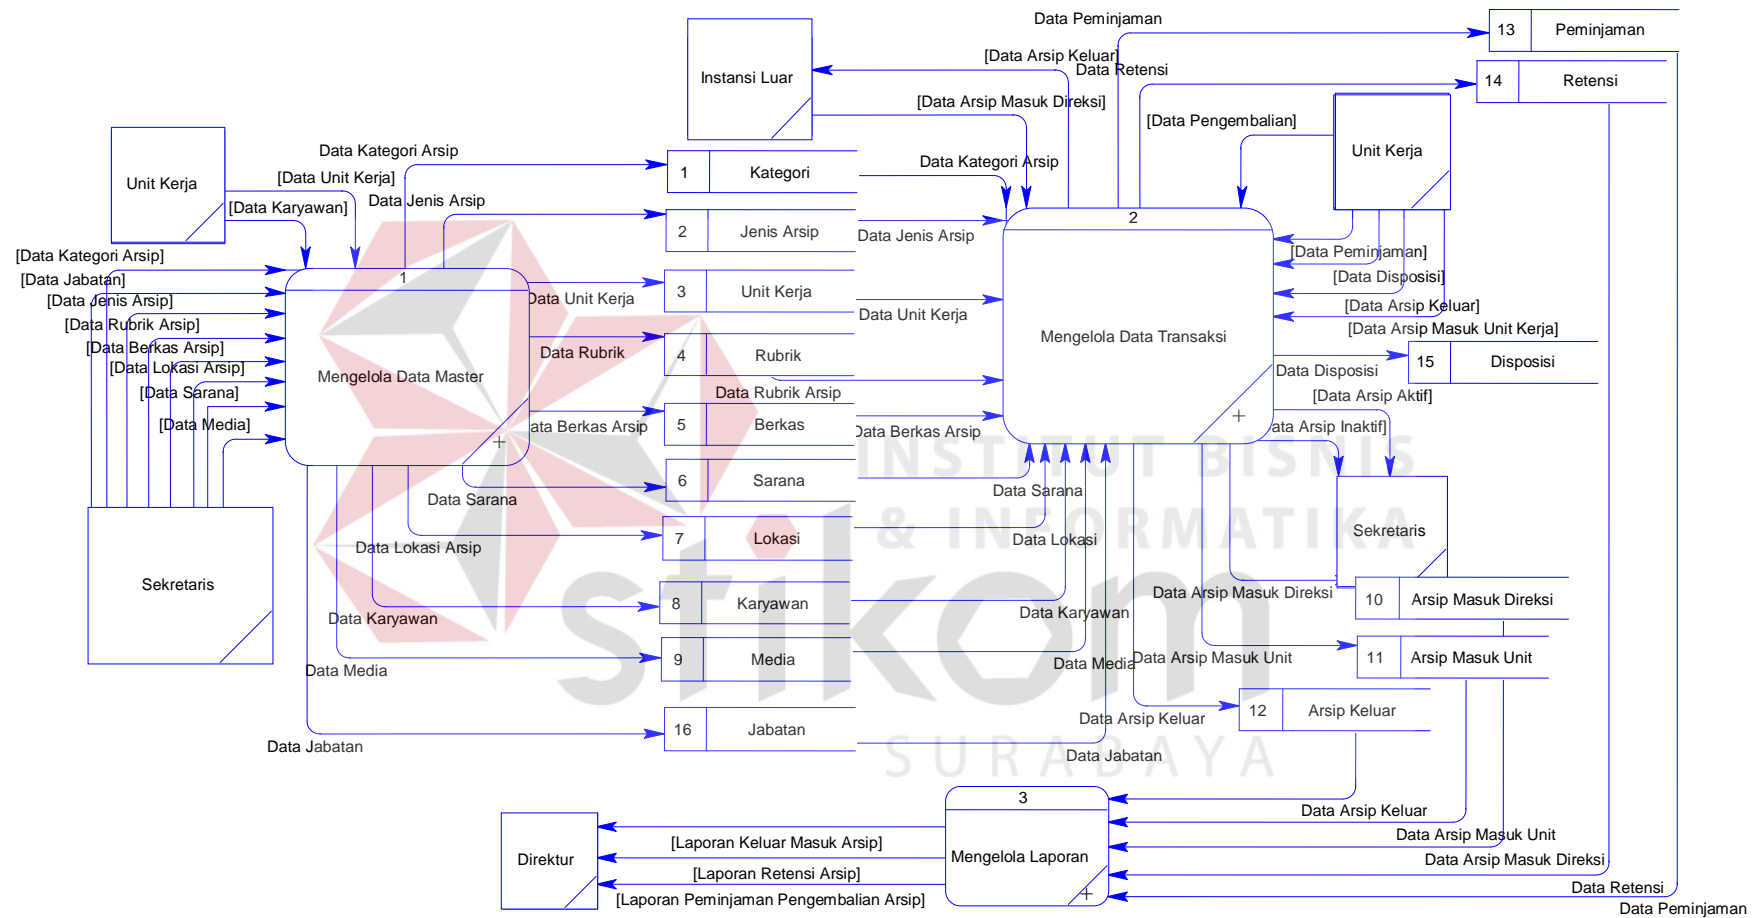 Data Peminjaman
13 Peminjaman
[Data Arsip Keluar]
Data Retensi
14 Retensi
Instansi Luar
[Data Arsip Masuk Direksi]
[Data Pengembalian]
Unit Kerja
Unit Kerja
Data Kategori Arsip
[Data Unit Kerja]
[Data Karyawan]
Data Jenis Arsip
1 Kategori
Data Kategori Arsip
2 Jenis Arsip
Data Jenis Arsip
2
Mengelola Data Transaksi
[Data Peminjaman]
[Data Disposisi]
[Data Arsip Keluar]
[Data Arsip Masuk Unit Kerja]
[Data Kategori Arsip]
[Data Jabatan]
[Data Jenis Arsip]
[Data Rubrik Arsip]
[Data Berkas Arsip]
[Data Lokasi Arsip]
[Data Sarana]
[Data Media]
1
Mengelola Data Master
Data Unit Kerja
3 Unit Kerja
Data Unit Kerja
Data Rubrik
4 Rubrik
Data Rubrik Arsip
ata Berkas Arsip
5 Berkas
Data Berkas Arsip
Data Disposisi
15 Disposisi
[Data Arsip Aktif]
ata Arsip Inaktif]
Data Sarana
6 Sarana
Data Sarana
Data Lokasi Arsip
7 Lokasi
Data Lokasi
Sekretaris
Sekretaris
Data Karyawan
8 Karyawan
Data Karyawan
Data Arsip Masuk Direksi
10 Arsip Masuk Direksi
Data Media
9 Media
Data Media
Data Arsip Masuk Unit
11 Arsip Masuk Unit
Data Jabatan
16 Jabatan
Data Jabatan
Data Arsip Keluar
12 Arsip Keluar
INSTITUT BISNIS
& INFORMATIKA
stikom
SURABAYA
3
Mengelola Laporan
Data Arsip Keluar
Data Arsip Masuk Unit
Data Arsip Masuk Direksi
Data Retensi
Data Peminjaman
Direktur
[Laporan Keluar Masuk Arsip]
[Laporan Retensi Arsip]
[Laporan Peminjaman Pengembalian Arsip]